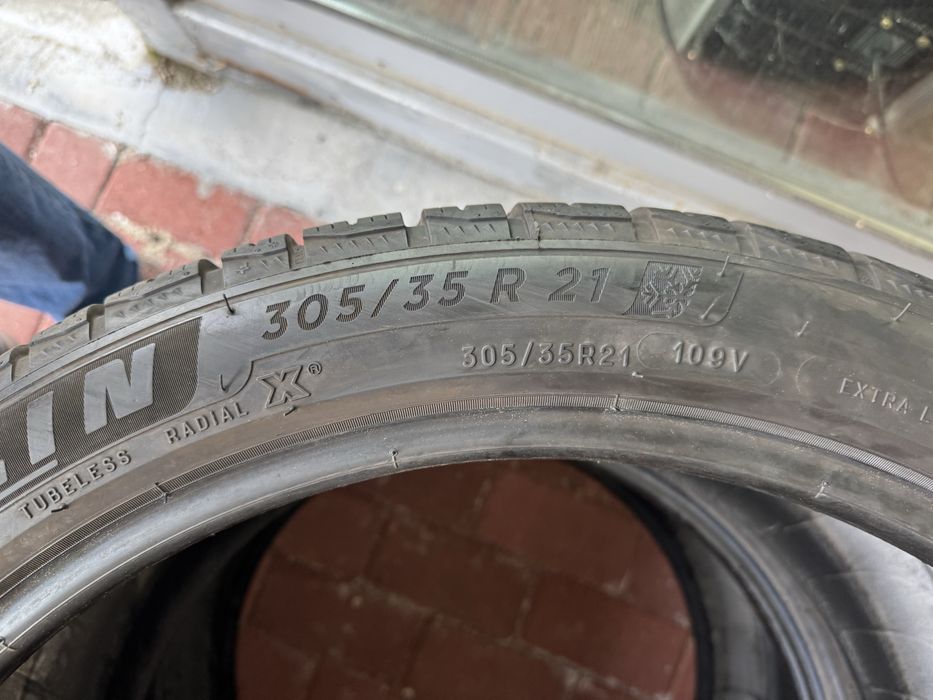 305/35 R 21
LIN
TUBELESS RADIAL X®
305/35R21 109V
EXTRA L